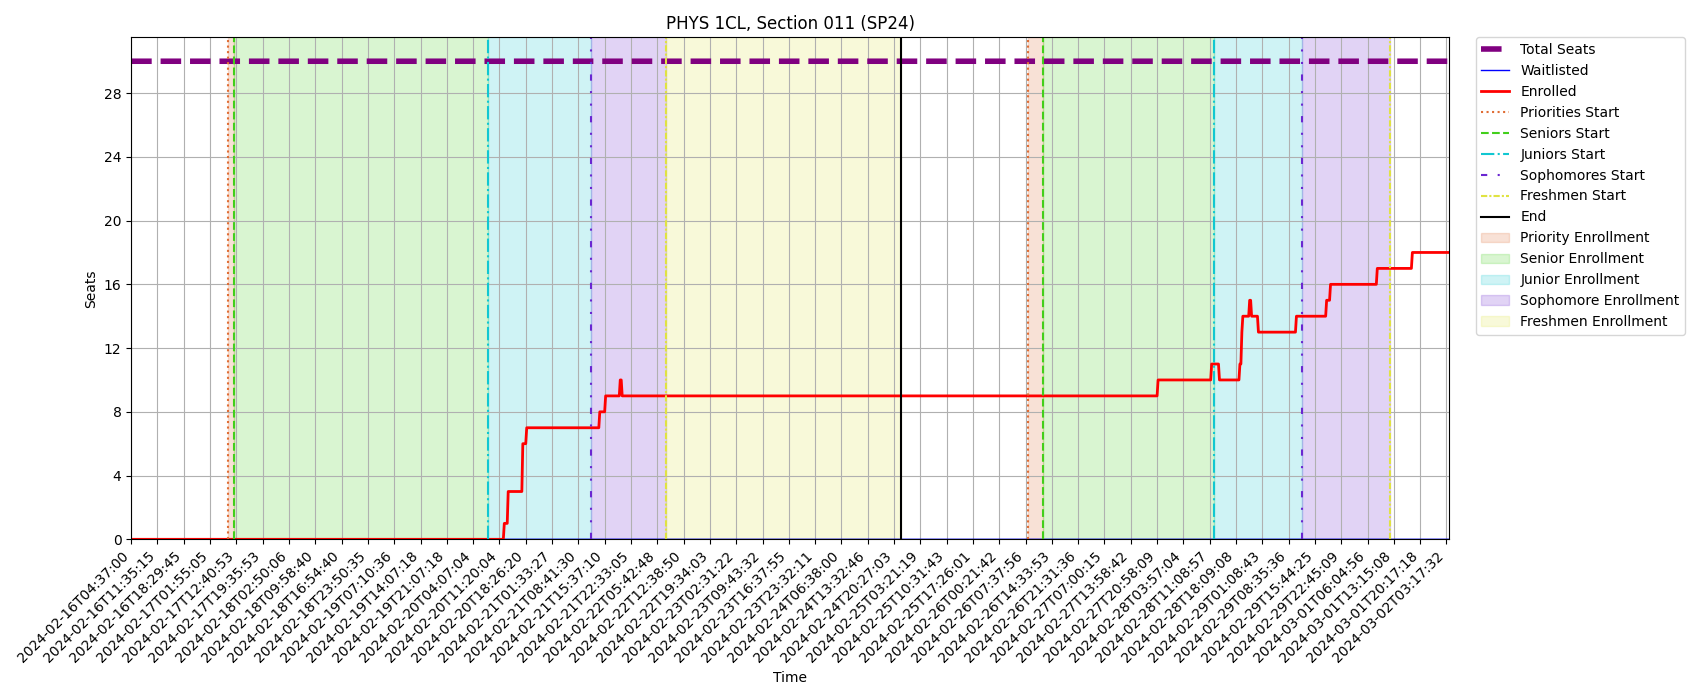 PHYS 1CL, Section 011 (SP24)
Seats
28
24
20
16
12
8
4
0
2024-02-16T04:37:00
2024-02-16T11:35:15
2024-02-16T18:29:45
2024-02-17T01:55:05
2024-02-17T12:40:53
2024-02-17T19:35:53
2024-02-18T02:50:06
2024-02-18T09:58:40
2024-02-18T16:54:40
2024-02-18T23:50:35
2024-02-19T07:10:36
2024-02-19T14:07:18
2024-02-19T21:07:18
2024-02-20T04:07:04
2024-02-20T11:20:04
2024-02-20T18:26:20
2024-02-21T01:33:27
2024-02-21T08:41:30
2024-02-21T15:37:10
2024-02-21T22:33:05
2024-02-22T05:42:48
2024-02-22T12:38:50
2024-02-22T19:34:03
2024-02-23T02:31:22
2024-02-23T09:43:32
2024-02-23T16:37:55
2024-02-23T23:32:11
2024-02-24T06:38:00
2024-02-24T13:32:46
2024-02-24T20:27:03
2024-02-25T03:21:19
2024-02-25T10:31:43
2024-02-25T17:26:01
2024-02-26T00:21:42
2024-02-26T07:37:56
2024-02-26T14:33:53
2024-02-26T21:31:36
2024-02-27T07:00:15
2024-02-27T13:58:42
2024-02-27T20:58:09
2024-02-28T03:57:04
2024-02-28T11:08:57
2024-02-28T18:09:08
2024-02-29T01:08:43
2024-02-29T08:35:36
2024-02-29T15:44:25
2024-02-29T22:45:09
2024-03-01T06:04:56
2024-03-01T13:15:08
2024-03-01T20:17:18
2024-03-02T03:17:32
Time
Total Seats
Waitlisted
Enrolled
Priorities Start
Seniors Start
Juniors Start
Sophomores Start
Freshmen Start
End
Priority Enrollment
Senior Enrollment
Junior Enrollment
Sophomore Enrollment
Freshmen Enrollment